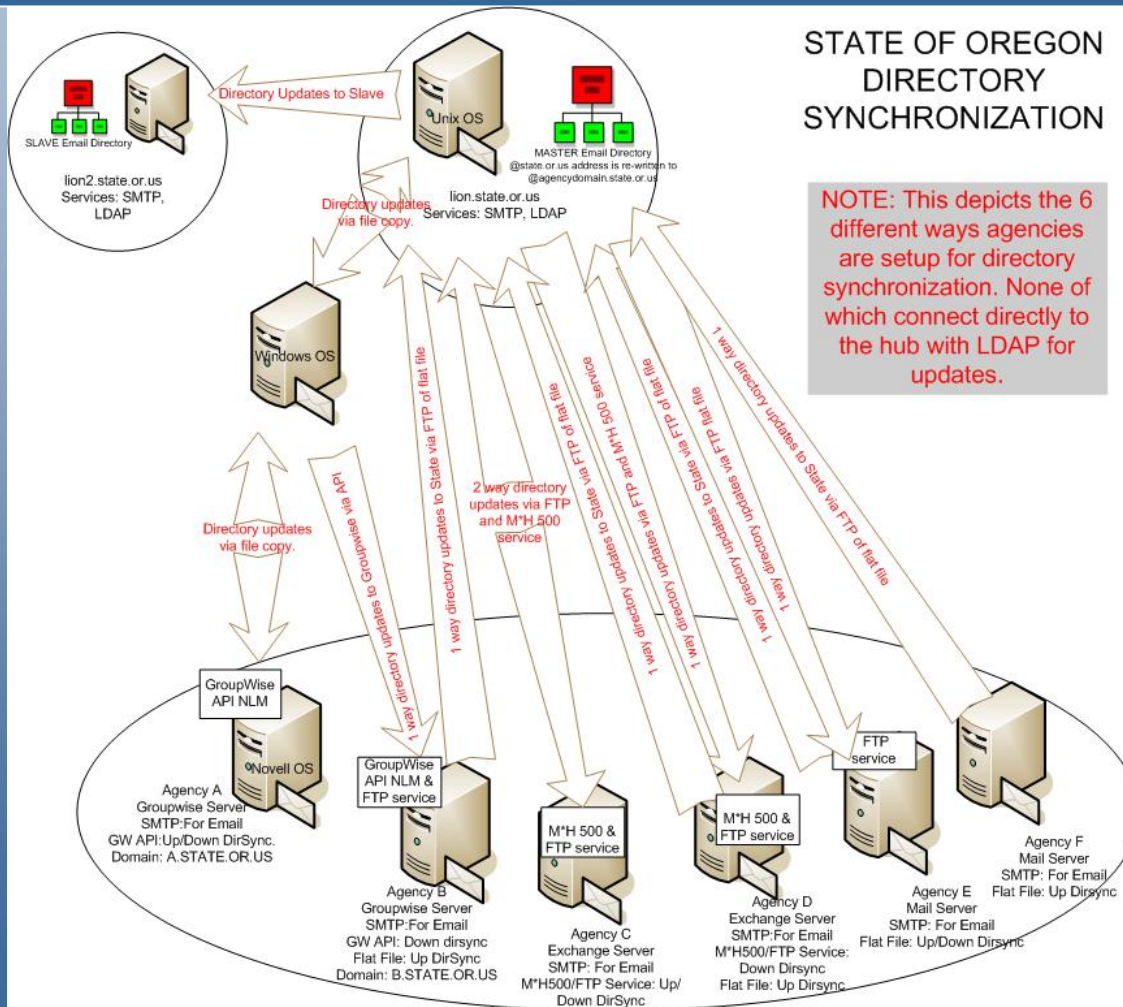 STATE OF OREGON
DIRECTORY
SYNCHRONIZATION
NOTE: This depicts the 6
different ways agencies
are setup for directory
synchronization. None of
which connect directly to
the hub with LDAP for
updates.
Directory Updates to Slave
SLAVE Email Directory
lion2.state.or.us
Services: SMTP,
LDAP
Unix OS
MASTER Email Directory
@state.or.us address is re-written to
@agencydomain.state.or.us
lion.state.or.us
Services: SMTP, LDAP
Directory updates
via file copy.
Windows OS
Directory updates
via file copy.
1 way directory updates to Groupwise via API
1 way directory updates to State via FTP of flat file
2 way directory
updates via FTP
and M*H 500
service
1 way directory updates to State via FTP of flat file
1 way directory updates via FTP and M*H 500 service
1 way directory updates to State via FTP of flat file
1 way directory updates via FTP flat file
1 way directory updates to State via FTP of flat file
GroupWise
API NLM
Novell OS
Agency A
Groupwise Server
SMTP:For Email
GW API:Up/Down DirSync.
Domain: A.STATE.OR.US
GroupWise
API NLM &
FTP service
Agency B
Groupwise Server
SMTP:For Email
GW API: Down dirsync
Flat File: Up DirSync
Domain: B.STATE.OR.US
M*H 500 &
FTP service
Agency C
Exchange Server
SMTP: For Email
M*H500/FTP Service: Up/
Down DirSync
M*H 500 &
FTP service
Agency D
Exchange Server
SMTP:For Email
M*H500/FTP Service:
Down Dirsync
Flat File: Up Dirsync
FTP
service
Agency E
Mail Server
SMTP: For Email
Flat File: Up/Down Dirsync
Agency F
Mail Server
SMTP: For Email
Flat File: Up Dirsync